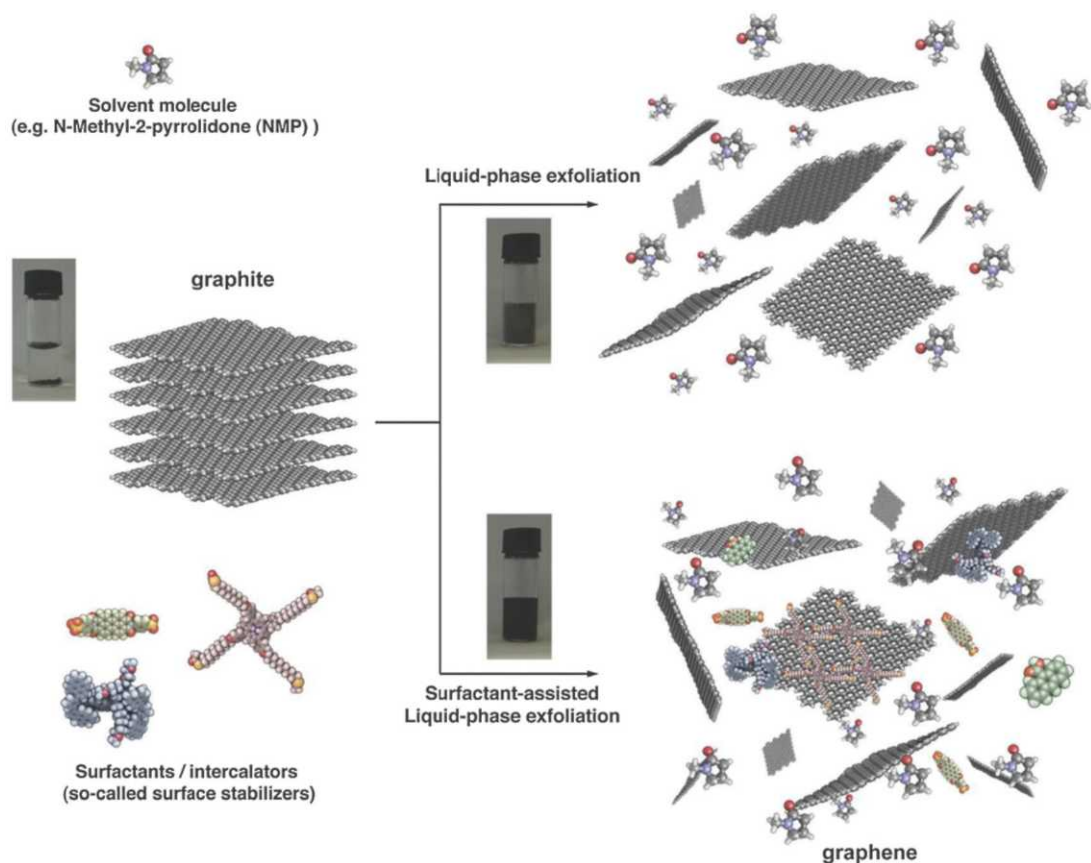 Solvent molecule
(e.g. N-Methyl-2-pyrrolidone (NMP) )
Liquid-phase exfoliation
graphite
Surfactant-assisted
Liquid-phase exfoliation
Surfactants / intercalators
(so-called surface stabilizers)
graphene